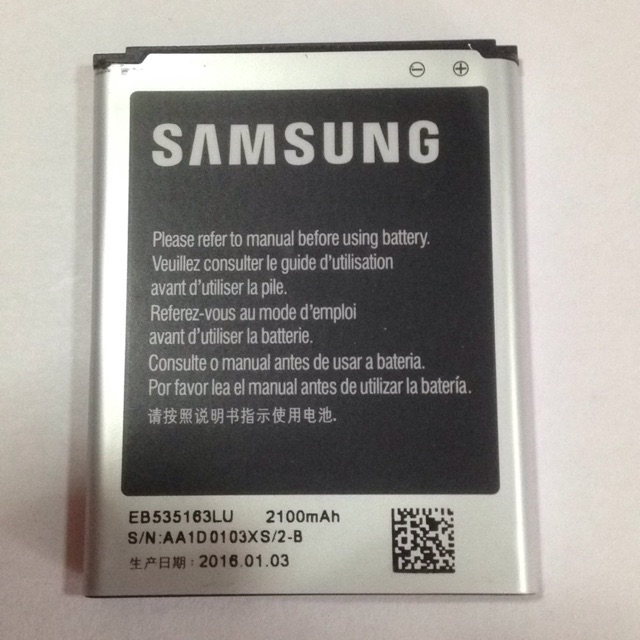 SAMSUNG
Please refer to manual before using battery.
Veuillez consulter le guide d'utilisation
avant d'utiliser la pile.
Referez-vous au mode d'emploi
avant d'utiliser la batterie.
Consulte o manual antes de usar a bateria.
Por favor lea el manual antes de utilizar la batería.
请按照说明书指示使用电池.
EB535163LU 2100mAh
S/N:AA1D0103XS/2-B
生产日期：2016.01.03